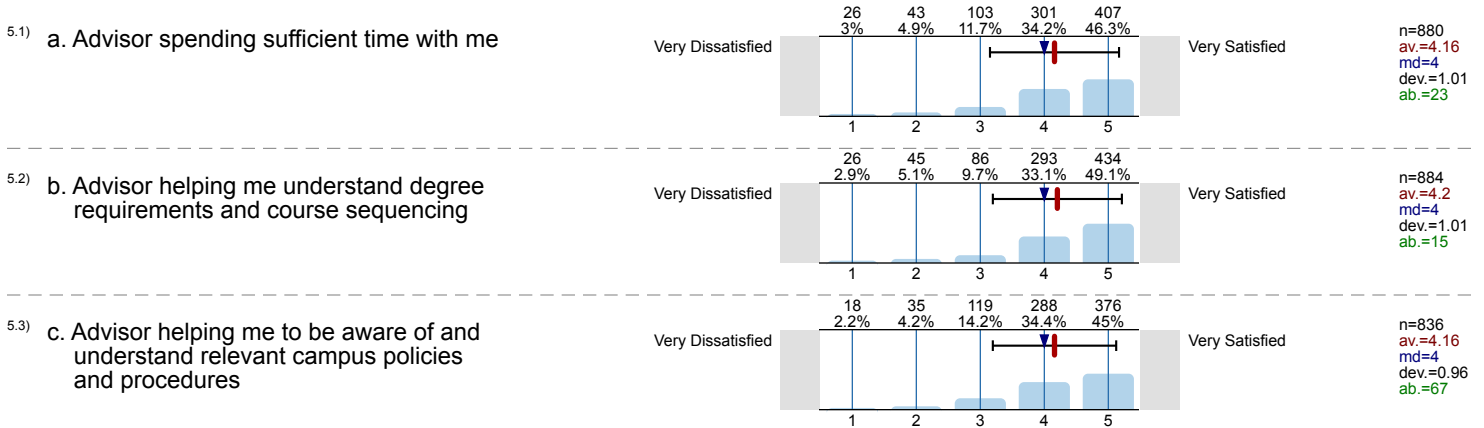 5.1) a. Advisor spending sufficient time with me
Very Dissatisfied
26 43 103 301 407
3% 4.9% 11.7% 34.2% 46.3%
1 2 3 4 5
Very Satisfied
n=880
av.=4.16
md=4
dev.=1.01
ab.=23
5.2) b. Advisor helping me understand degree
requirements and course sequencing
Very Dissatisfied
26 45 86 293 434
2.9% 5.1% 9.7% 33.1% 49.1%
1 2 3 4 5
Very Satisfied
n=884
av.=4.2
md=4
dev.=1.01
ab.=15
5.3) c. Advisor helping me to be aware of and
understand relevant campus policies
and procedures
Very Dissatisfied
18 35 119 288 376
2.2% 4.2% 14.2% 34.4% 45%
1 2 3 4 5
Very Satisfied
n=836
av.=4.16
md=4
dev.=0.96
ab.=67